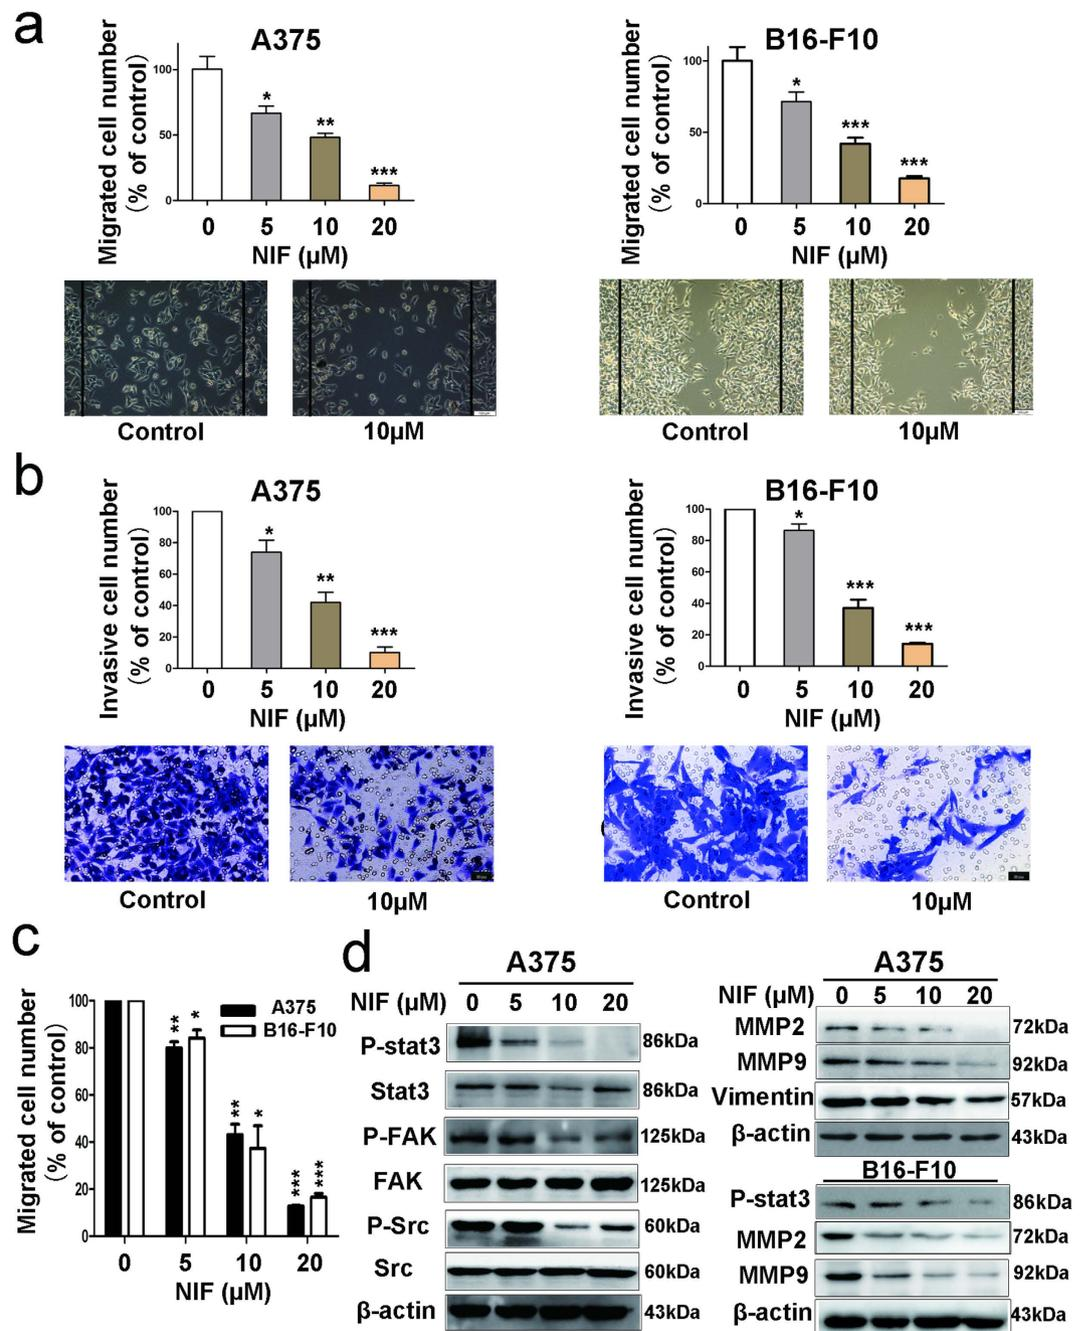 a
A375
Migrated cell number
(% of control)
100
50
0
*
**
***
0 5 10 20
NIF (μM)
B16-F10
Migrated cell number
(% of control)
100
50
0
*
***
***
0 5 10 20
NIF (μM)
Control
10μM
Control
10μM
b
A375
Invasive cell number
(% of control)
100
80
60
40
20
0
*
**
***
0 5 10 20
NIF (μM)
B16-F10
Invasive cell number
(% of control)
100
80
60
40
20
0
*
***
***
0 5 10 20
NIF (μM)
Control
10μM
Control
10μM
c
Migrated cell number
(% of control)
100
80
60
40
20
0
A375
B16-F10
**
*
**
*
***
***
0 5 10 20
NIF (μM)
d
A375
NIF (μM) 0 5 10 20
P-stat3 86kDa
Stat3 86kDa
P-FAK 125kDa
FAK 125kDa
P-Src 60kDa
Src 60kDa
β-actin 43kDa
A375
NIF (μM) 0 5 10 20
MMP2 72kDa
MMP9 92kDa
Vimentin 57kDa
β-actin 43kDa
B16-F10
P-stat3 86kDa
MMP2 72kDa
MMP9 92kDa
β-actin 43kDa